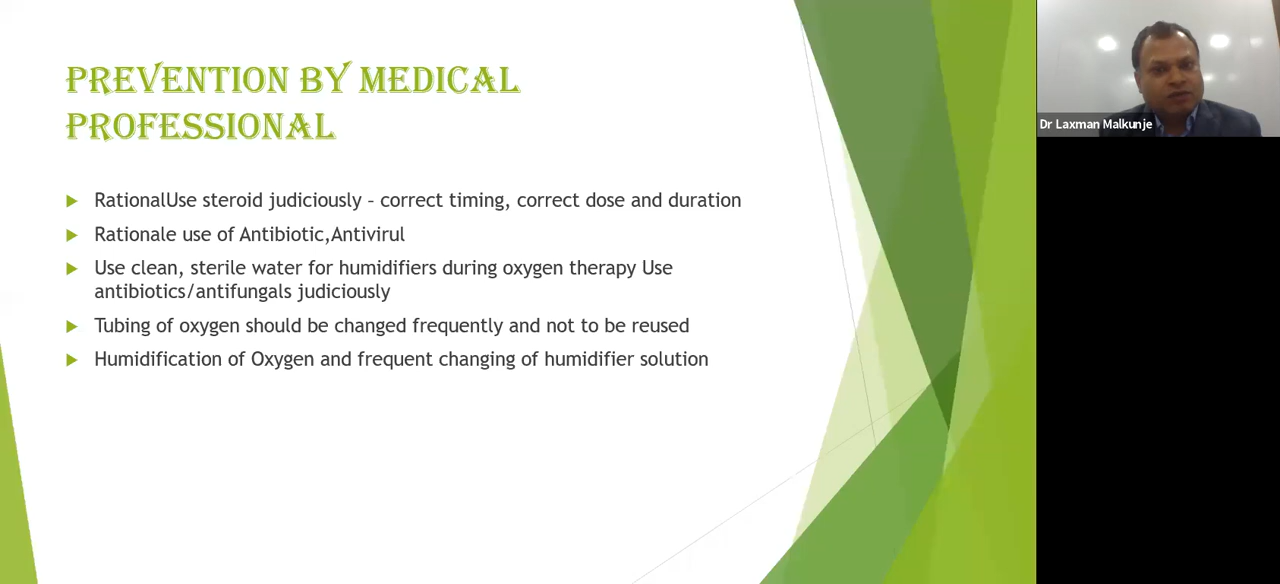 PREVENTION BY MEDICAL
PROFESSIONAL
RationalUse steroid judiciously – correct timing, correct dose and duration
Rationale use of Antibiotic,Antivirul
Use clean, sterile water for humidifiers during oxygen therapy Use
antibiotics/antifungals judiciously
Tubing of oxygen should be changed frequently and not to be reused
Humidification of Oxygen and frequent changing of humidifier solution
Dr Laxman Malkunje